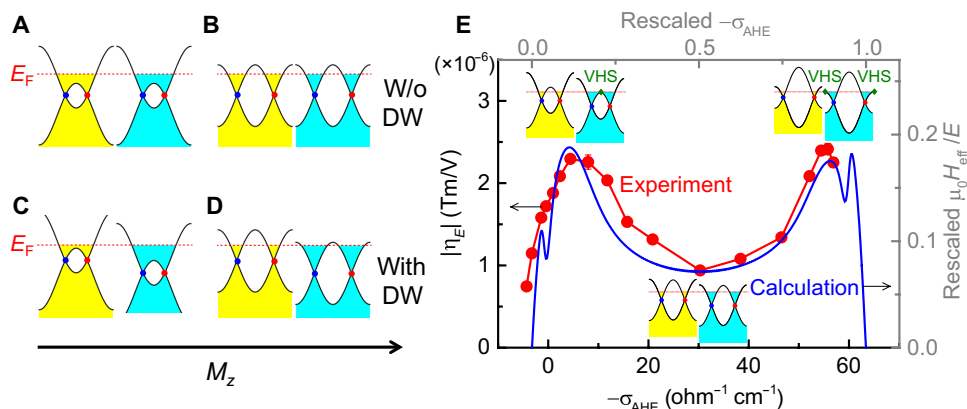 A
B
E_F
W/o
DW
C
D
E_F
With
DW
M_z
E
Rescaled −σ_AHE
0.0
0.5
1.0
(×10⁻⁶)
3
2
1
0
|η_E| (Tm/V)
VHS
VHS
VHS
Experiment
Calculation
0.2
0.1
0
Rescaled μ₀H_eff/E
0
20
40
60
−σ_AHE (ohm⁻¹ cm⁻¹)